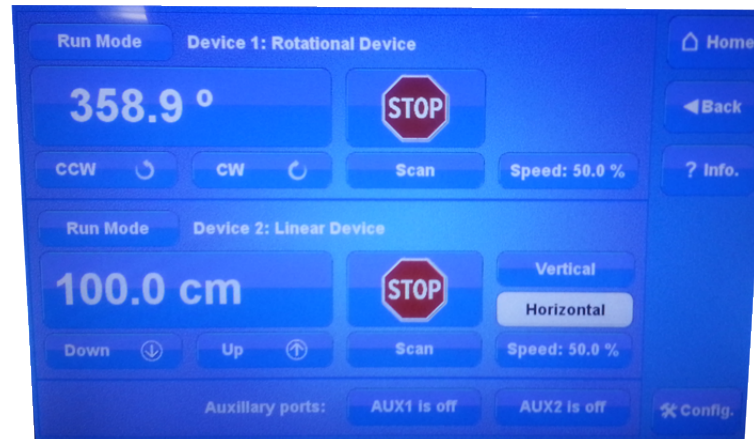 Run Mode Device 1: Rotational Device Home
358.9 º STOP Back
CCW CW Scan Speed: 50.0 % ? Info.
Run Mode Device 2: Linear Device
100.0 cm STOP Vertical
Horizontal
Down Up Scan Speed: 50.0 %
Auxillary ports: AUX1 is off AUX2 is off Config.